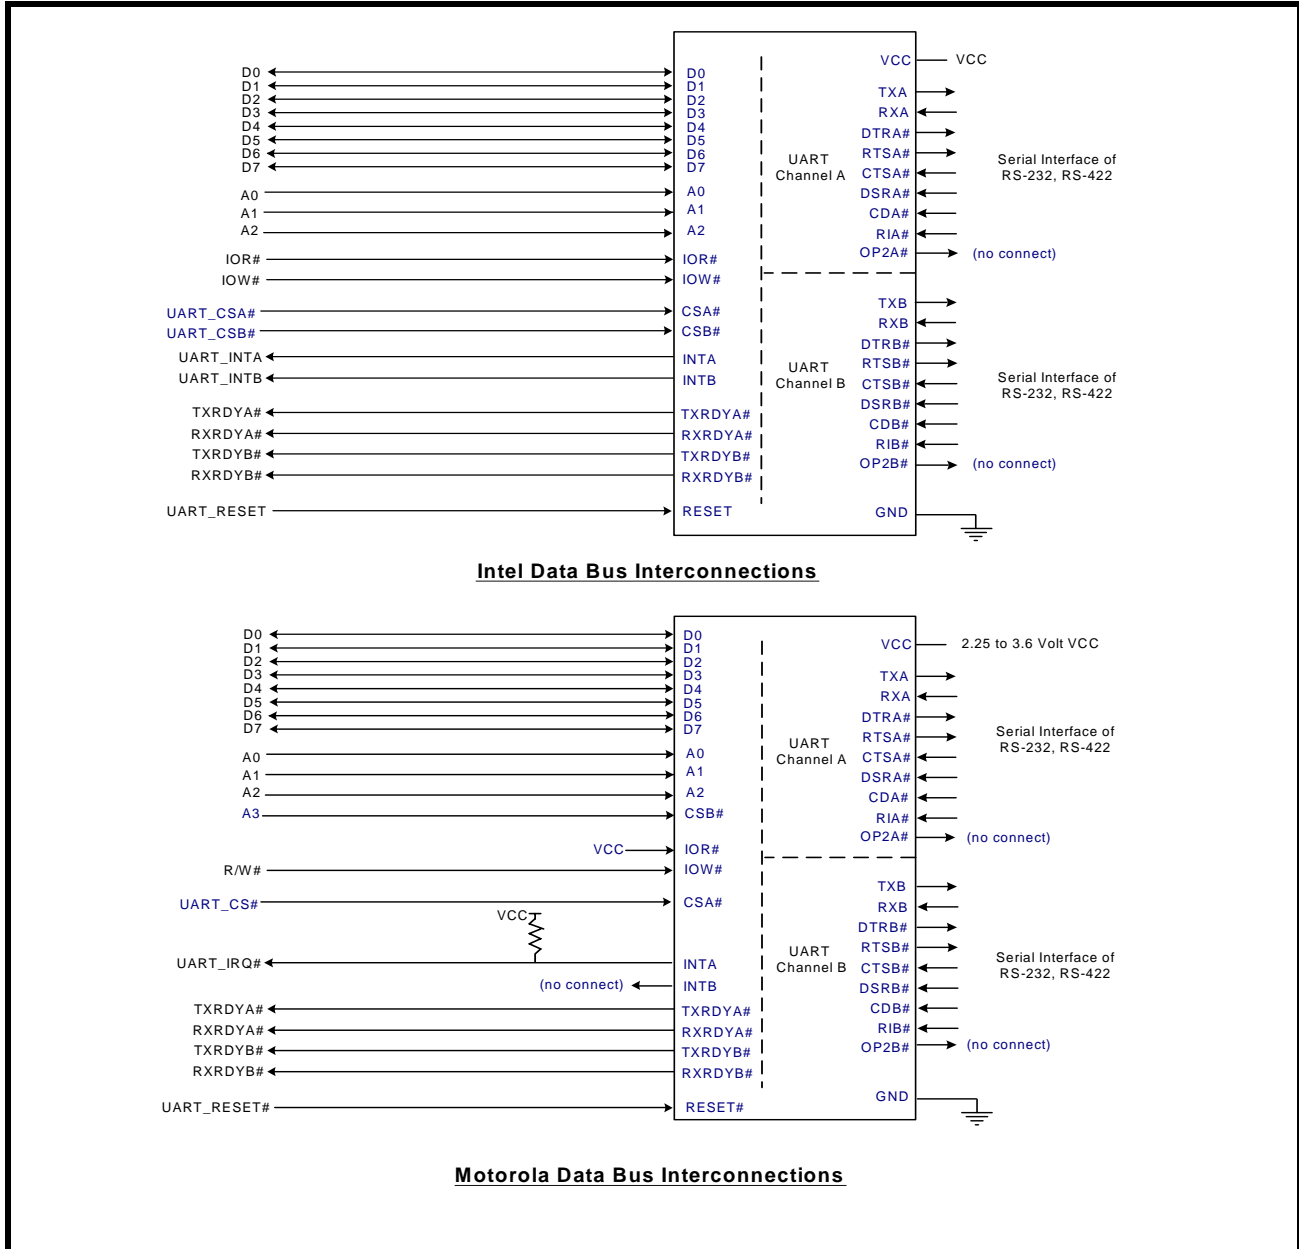 D0
D1
D2
D3
D4
D5
D6
D7
A0
A1
A2
IOR#
IOW#
UART_CSA#
UART_CSB#
UART_INTA
UART_INTB
TXRDYA#
RXRDYA#
TXRDYB#
RXRDYB#
UART_RESET
D0
D1
D2
D3
D4
D5
D6
D7
A0
A1
A2
IOR#
IOW#
CSA#
CSB#
INTA
INTB
TXRDYA#
RXRDYA#
TXRDYB#
RXRDYB#
RESET
UART
Channel A
UART
Channel B
VCC
TXA
RXA
DTRA#
RTSA#
CTSA#
DSRA#
CDA#
RIA#
OP2A#
TXB
RXB
DTRB#
RTSB#
CTSB#
DSRB#
CDB#
RIB#
OP2B#
GND
VCC
Serial Interface of
RS-232, RS-422
(no connect)
Serial Interface of
RS-232, RS-422
(no connect)
Intel Data Bus Interconnections
D0
D1
D2
D3
D4
D5
D6
D7
A0
A1
A2
A3
VCC
R/W#
UART_CS#
VCC
UART_IRQ#
(no connect)
TXRDYA#
RXRDYA#
TXRDYB#
RXRDYB#
UART_RESET#
D0
D1
D2
D3
D4
D5
D6
D7
A0
A1
A2
CSB#
IOR#
IOW#
CSA#
INTA
INTB
TXRDYA#
RXRDYA#
TXRDYB#
RXRDYB#
RESET#
UART
Channel A
UART
Channel B
VCC
TXA
RXA
DTRA#
RTSA#
CTSA#
DSRA#
CDA#
RIA#
OP2A#
TXB
RXB
DTRB#
RTSB#
CTSB#
DSRB#
CDB#
RIB#
OP2B#
GND
2.25 to 3.6 Volt VCC
Serial Interface of
RS-232, RS-422
(no connect)
Serial Interface of
RS-232, RS-422
(no connect)
Motorola Data Bus Interconnections